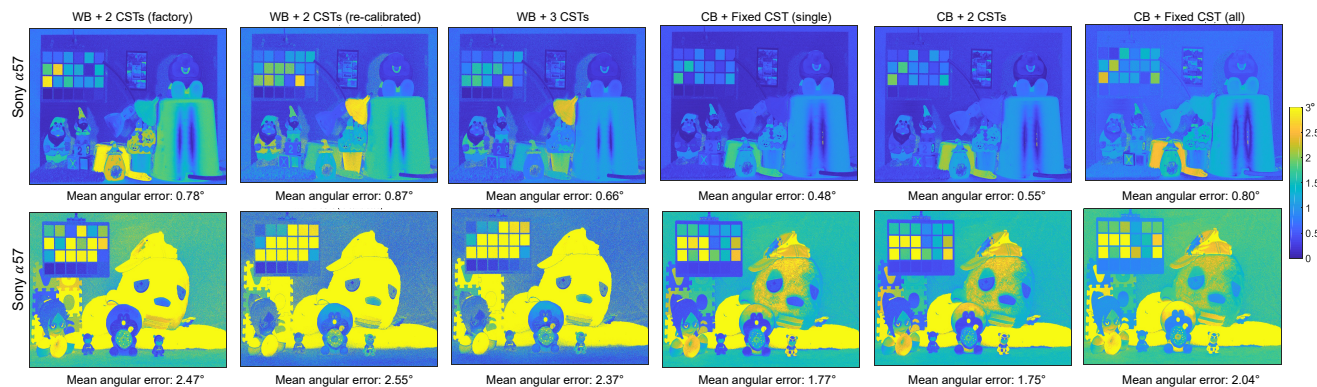 WB + 2 CSTs (factory)
WB + 2 CSTs (re-calibrated)
WB + 3 CSTs
CB + Fixed CST (single)
CB + 2 CSTs
CB + Fixed CST (all)
Sony α57
Mean angular error: 0.78°
Mean angular error: 0.87°
Mean angular error: 0.66°
Mean angular error: 0.48°
Mean angular error: 0.55°
Mean angular error: 0.80°
3°
2.5
2
1.5
1
0.5
0
Sony α57
Mean angular error: 2.47°
Mean angular error: 2.55°
Mean angular error: 2.37°
Mean angular error: 1.77°
Mean angular error: 1.75°
Mean angular error: 2.04°